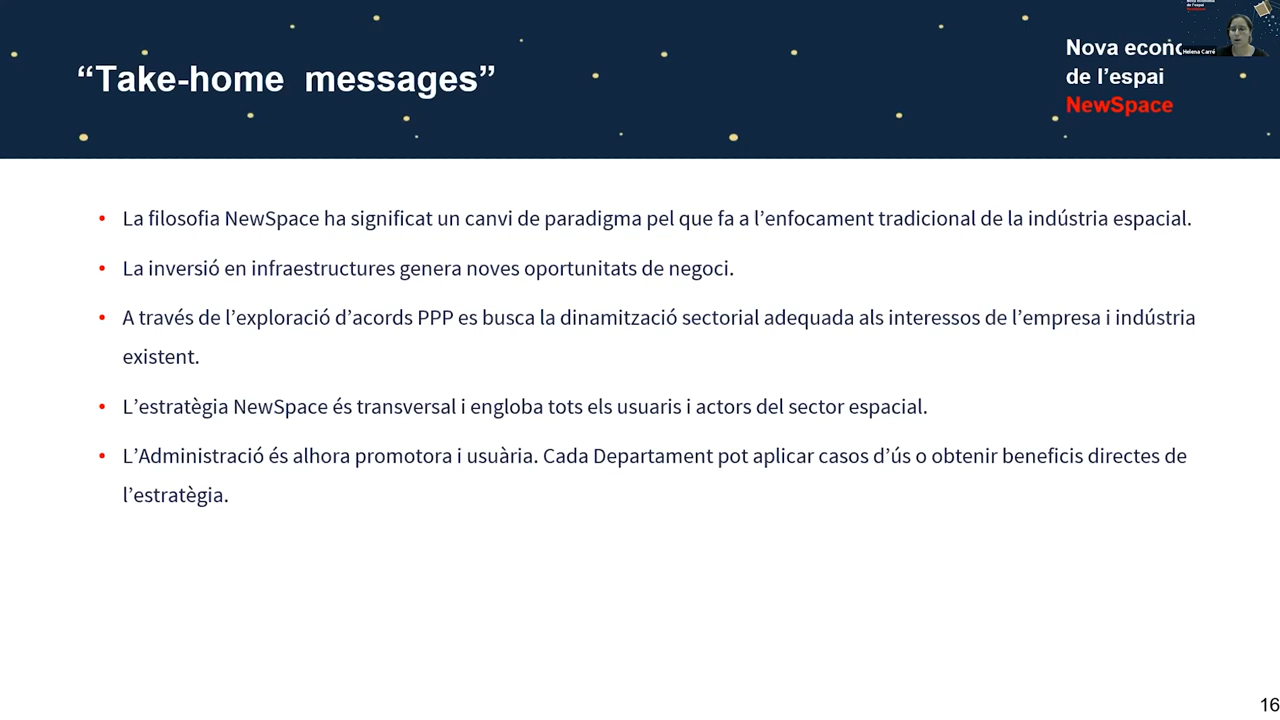 “Take-home messages”
Nova econo
de l’espai
NewSpace
Helena Carré
• La filosofia NewSpace ha significat un canvi de paradigma pel que fa a l’enfocament tradicional de la indústria espacial.
• La inversió en infraestructures genera noves oportunitats de negoci.
• A través de l’exploració d’acords PPP es busca la dinamització sectorial adequada als interessos de l’empresa i indústria
existent.
• L’estratègia NewSpace és transversal i engloba tots els usuaris i actors del sector espacial.
• L’Administració és alhora promotora i usuària. Cada Departament pot aplicar casos d’ús o obtenir beneficis directes de
l’estratègia.
16